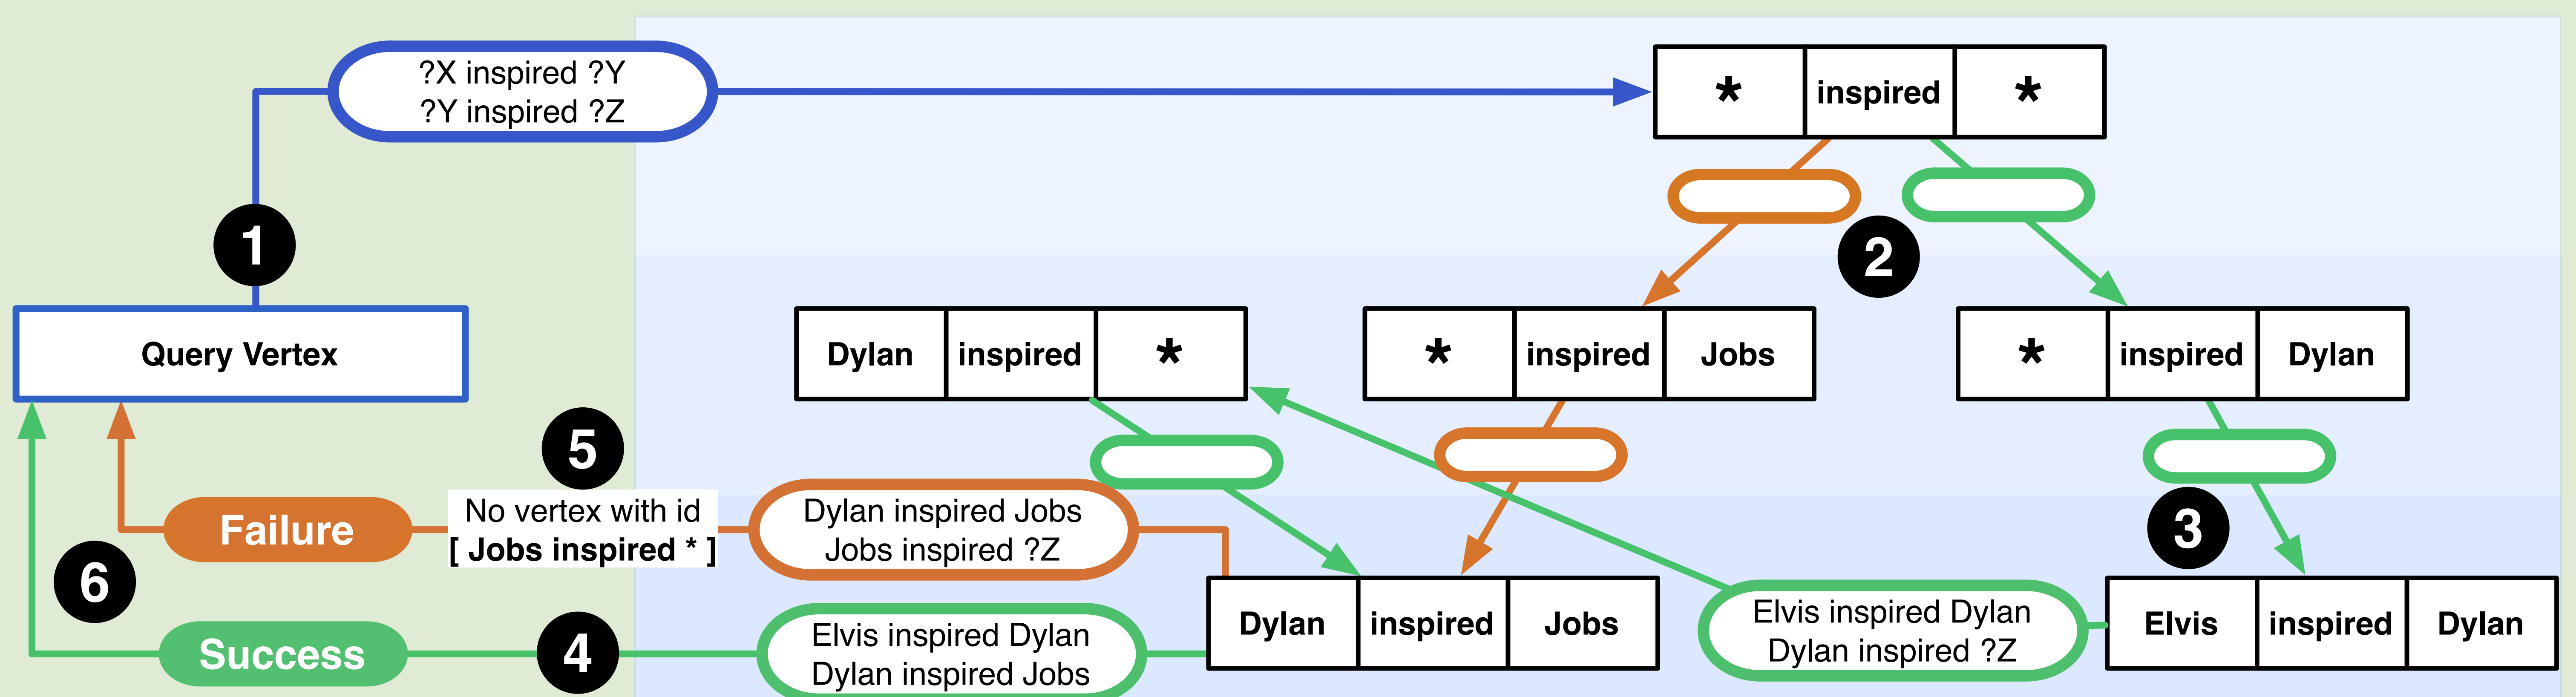 ?X inspired ?Y
?Y inspired ?Z
* inspired *
1
2
Query Vertex
Dylan inspired *
* inspired Jobs
* inspired Dylan
5
No vertex with id
[ Jobs inspired * ]
Failure
Dylan inspired Jobs
Jobs inspired ?Z
3
6
Success
4
Elvis inspired Dylan
Dylan inspired Jobs
Dylan inspired Jobs
Elvis inspired Dylan
Dylan inspired ?Z
Elvis inspired Dylan